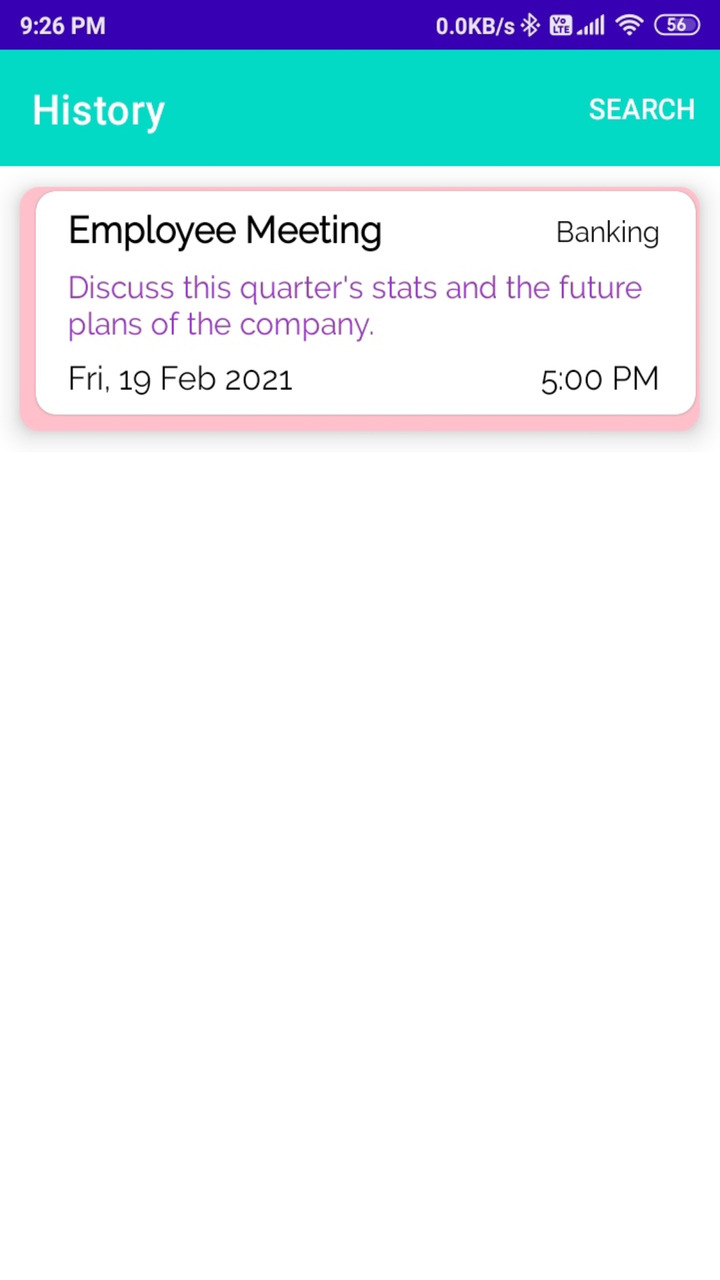 9:26 PM 0.0KB/s Vo LTE 56
History SEARCH
Employee Meeting Banking
Discuss this quarter's stats and the future
plans of the company.
Fri, 19 Feb 2021 5:00 PM